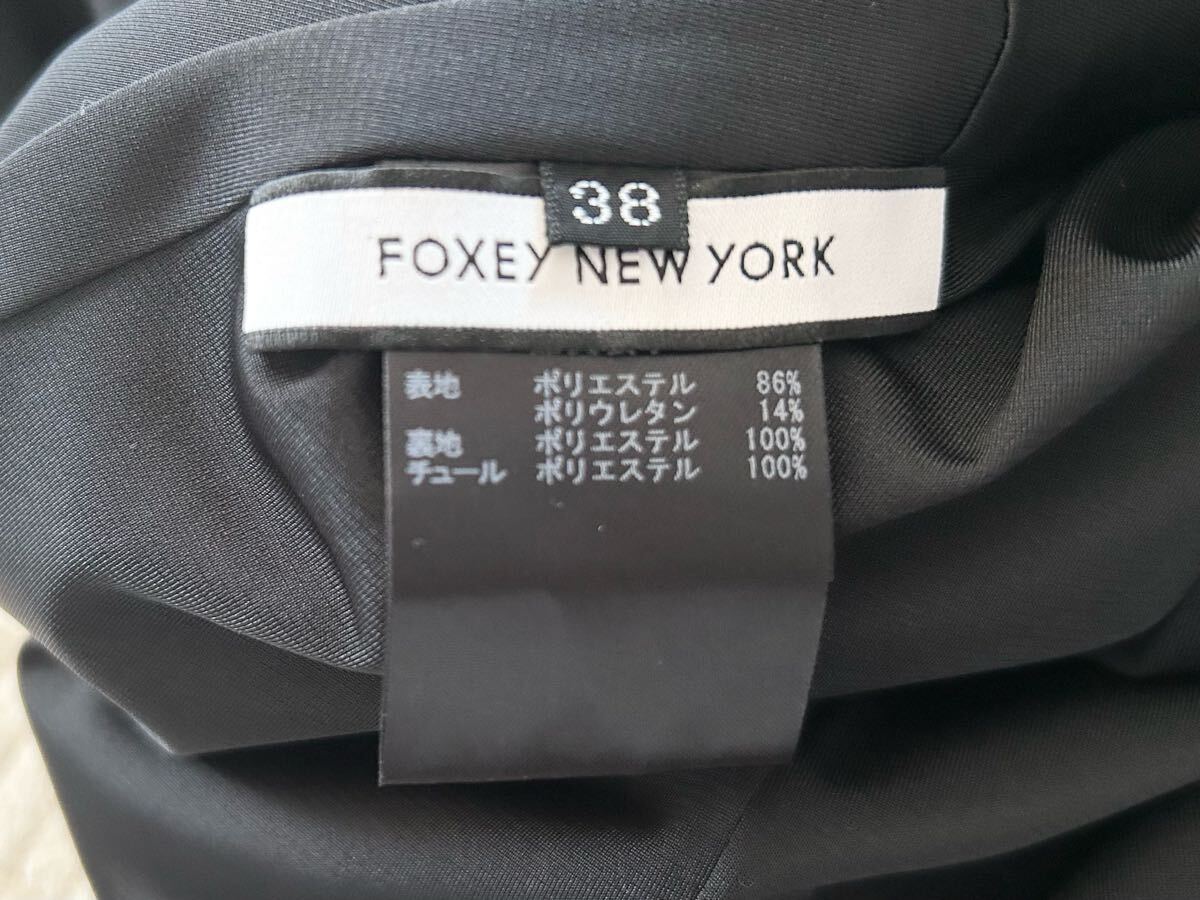 38
FOXEY NEW YORK
表地 ポリエステル 86%
ポリウレタン 14%
裏地 ポリエステル 100%
チュール ポリエステル 100%